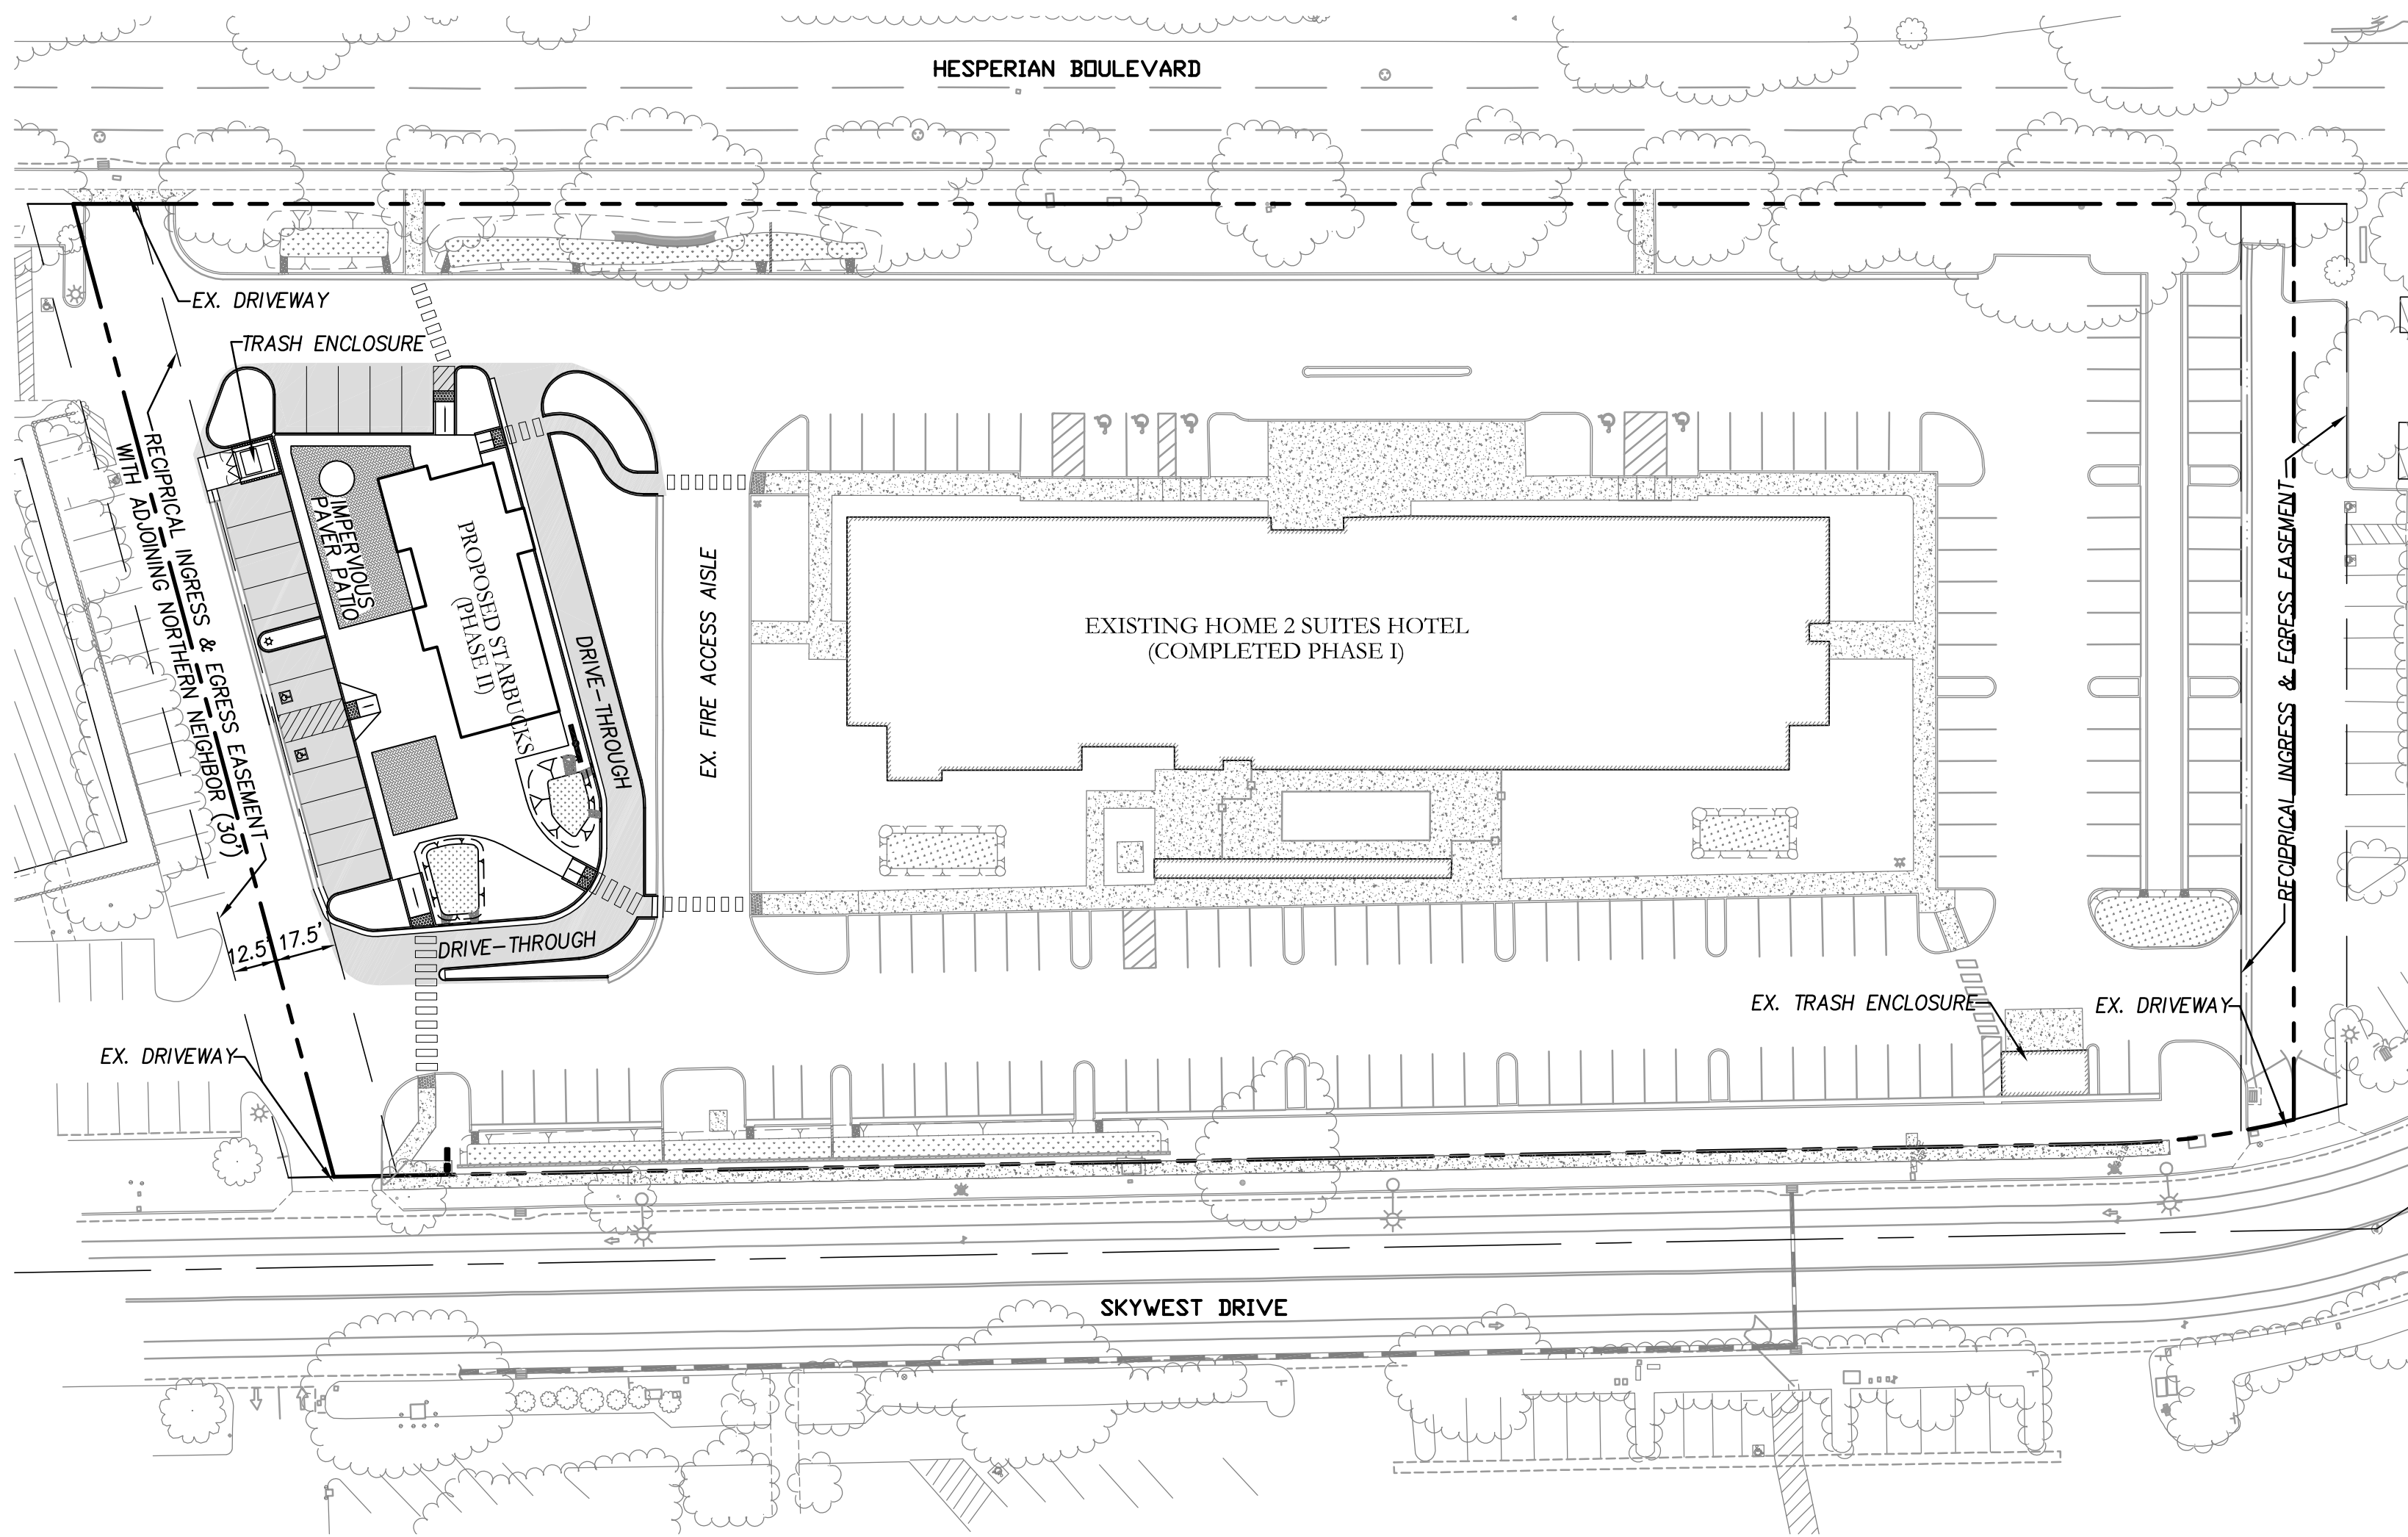 HESPERIAN BOULEVARD
EX. DRIVEWAY
TRASH ENCLOSURE
RECIPRICAL INGRESS & EGRESS EASEMENT
WITH ADJOINING NORTHERN NEIGHBOR (30')
IMPERVIOUS
PAVER PATIO
PROPOSED STARBUCKS
(PHASE II)
DRIVE-THROUGH
EX. FIRE ACCESS AISLE
EXISTING HOME 2 SUITES HOTEL
(COMPLETED PHASE I)
RECIPRICAL INGRESS & EGRESS EASEMENT
12.5'
17.5'
DRIVE-THROUGH
EX. TRASH ENCLOSURE
EX. DRIVEWAY
EX. DRIVEWAY
SKYWEST DRIVE